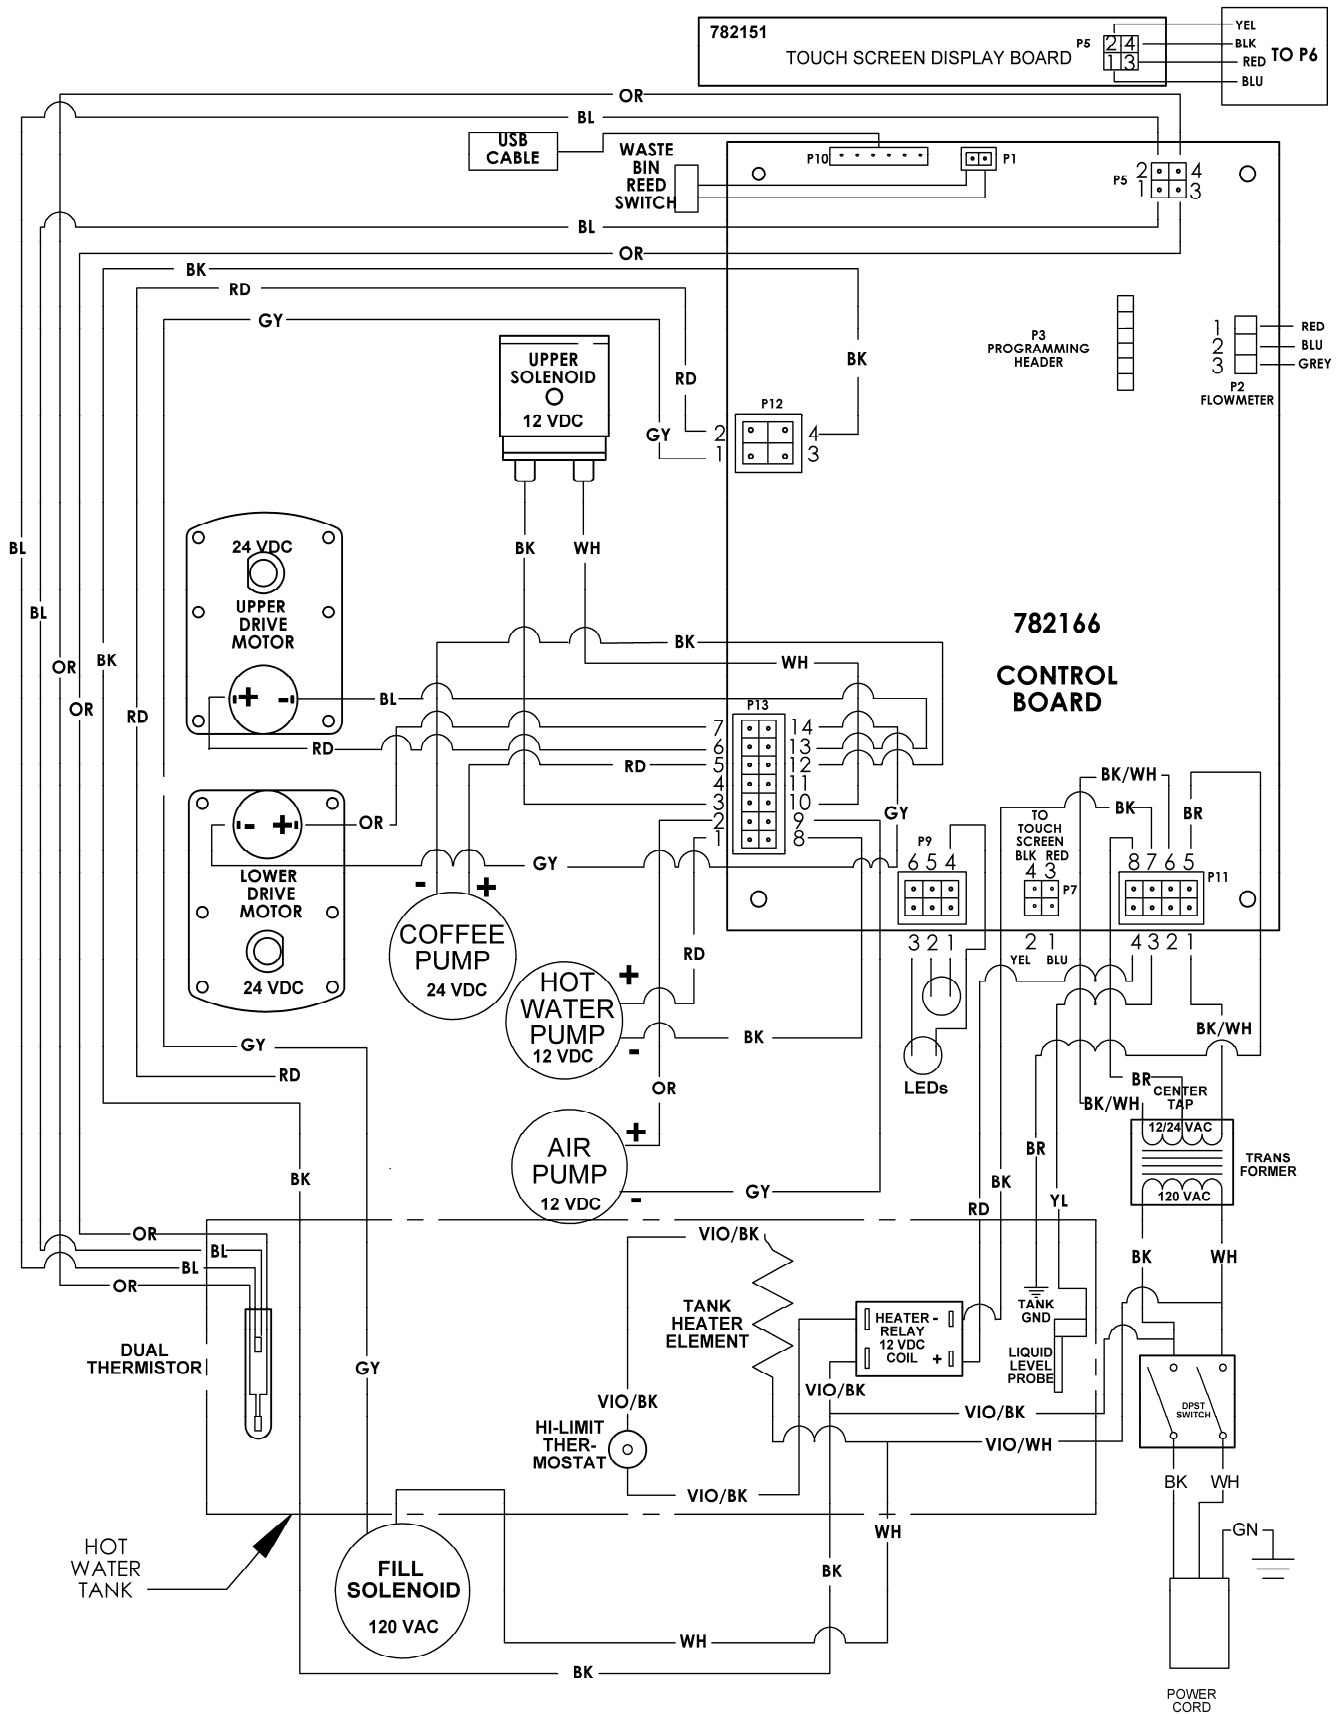 782151
TOUCH SCREEN DISPLAY BOARD
P5
2 4
1 3
YEL
BLK
RED
BLU
TO P6
OR
BL
USB
CABLE
WASTE
BIN
REED
SWITCH
P10
P1
P5
2
4
1
3
BL
OR
BK
RD
GY
UPPER
SOLENOID
12 VDC
RD
GY
BK
P12
2
4
1
3
P3
PROGRAMMING
HEADER
1
2
3
RED
BLU
GREY
P2
FLOWMETER
BL
BL
OR
OR
BK
RD
24 VDC
UPPER
DRIVE
MOTOR
+ -
BK
WH
782166
CONTROL
BOARD
BK
WH
BL
RD
RD
P13
7
6
5
4
3
2
1
14
13
12
11
10
9
8
- +
OR
GY
LOWER
DRIVE
MOTOR
24 VDC
GY
P9
6 5 4
3 2 1
TO
TOUCH
SCREEN
BLK RED
4 3
P7
2 1
YEL BLU
BK/WH
BK
BR
8 7 6 5
P11
4 3 2 1
- +
COFFEE
PUMP
24 VDC
HOT
WATER
PUMP
12 VDC
+
-
RD
BK
OR
AIR
PUMP
12 VDC
+
-
GY
LEDs
GY
RD
BK
BK/WH
BR
CENTER
TAP
BK/WH
12/24 VAC
120 VAC
TRANS
FORMER
BR
BK
YL
RD
BK
WH
OR
BL
BL
OR
DUAL
THERMISTOR
GY
VIO/BK
TANK
HEATER
ELEMENT
HEATER -
RELAY
12 VDC
COIL +
TANK
GND
LIQUID
LEVEL
PROBE
VIO/BK
VIO/BK
VIO/BK
VIO/WH
HI-LIMIT
THER-
MOSTAT
VIO/BK
DPST
SWITCH
BK
WH
GN
POWER
CORD
HOT
WATER
TANK
FILL
SOLENOID
120 VAC
WH
BK
WH
BK